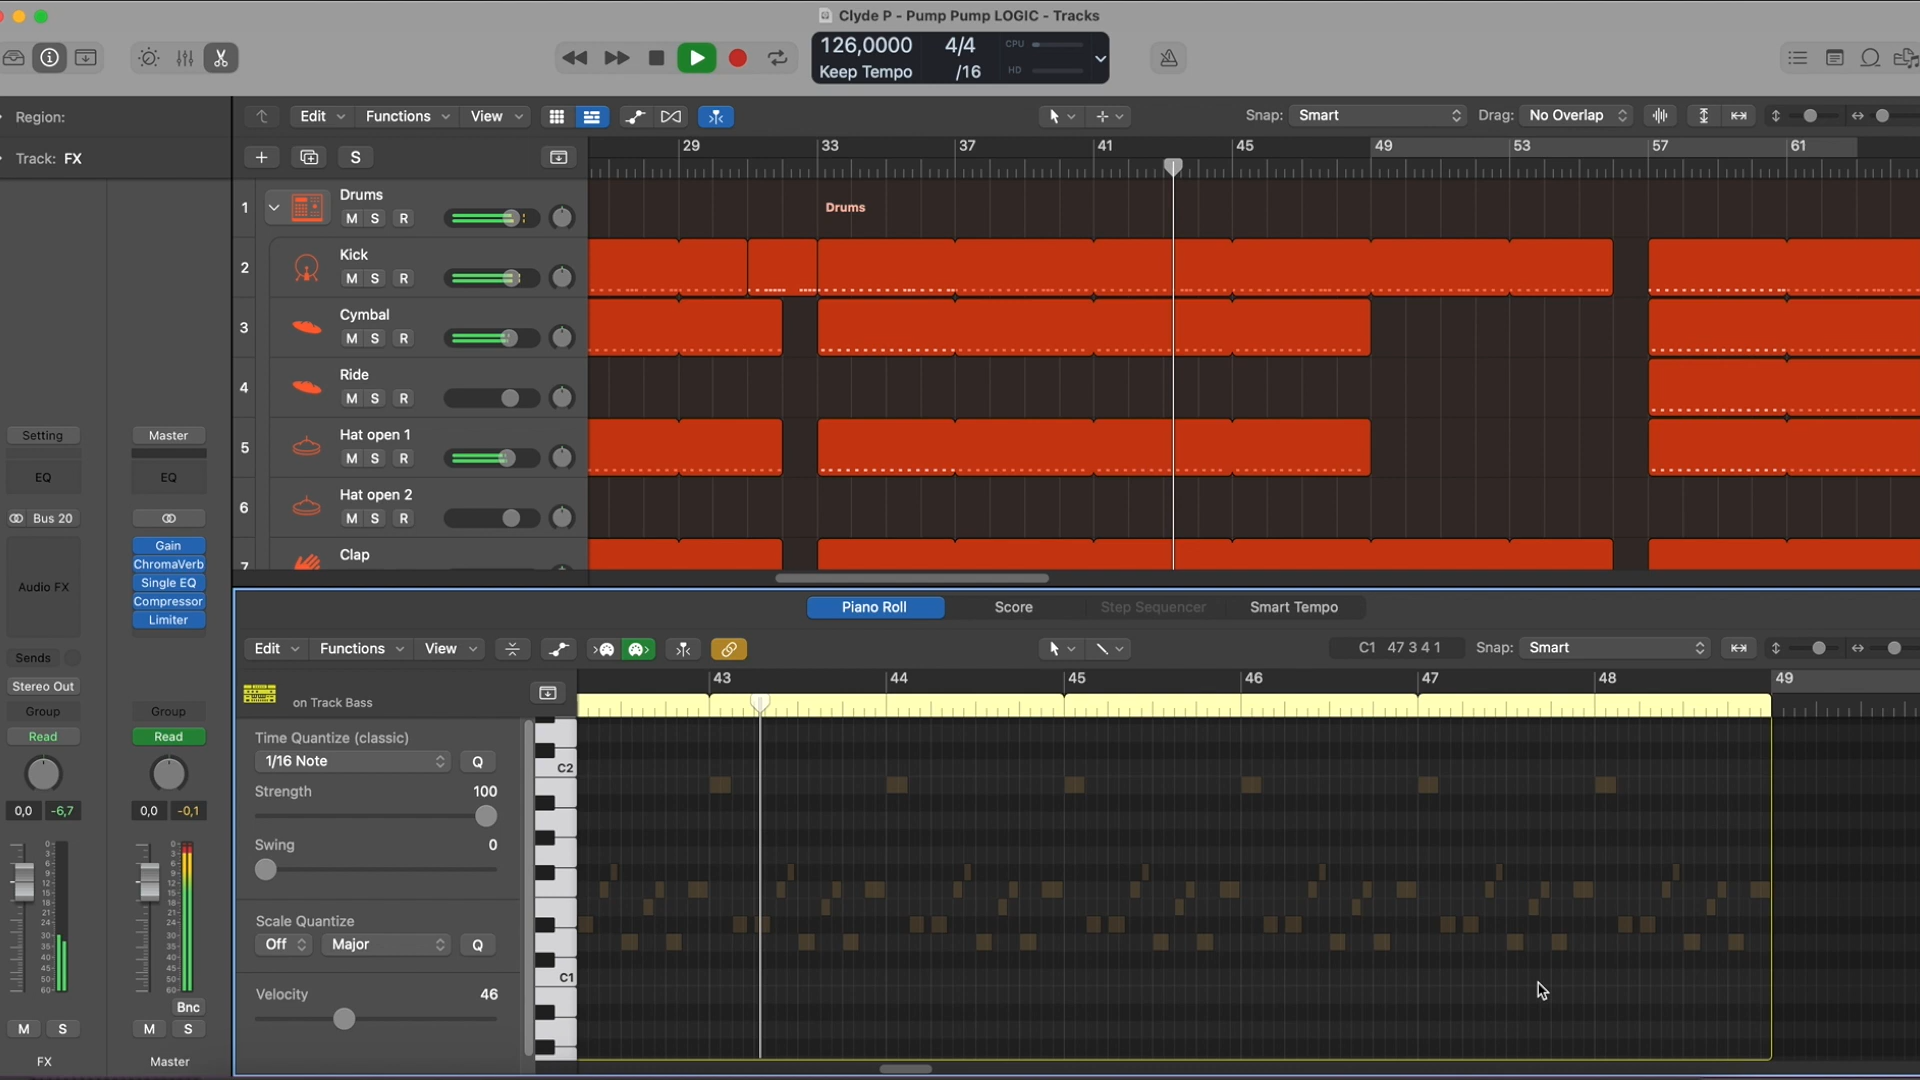 Clyde P - Pump Pump LOGIC - Tracks
126,0000 4/4 CPU
Keep Tempo /16 HD
Region:
Edit Functions View Snap: Smart Drag: No Overlap
Track: FX
S
29 33 37 41 45 49 53 57 61
1 Drums M S R
Drums
2 Kick M S R
3 Cymbal M S R
4 Ride M S R
5 Hat open 1 M S R
6 Hat open 2 M S R
7 Clap
Setting Master
EQ EQ
Bus 20
Audio FX
Gain
ChromaVerb
Single EQ
Compressor
Limiter
Sends
Stereo Out
Group Group
Read Read
0,0 -6,7 0,0 -0,1
Bnc
M S M S
FX Master
Piano Roll Score Step Sequencer Smart Tempo
Edit Functions View C1 47 3 4 1 Snap: Smart
43 44 45 46 47 48 49
on Track Bass
Time Quantize (classic)
1/16 Note Q
Strength 100
Swing 0
Scale Quantize
Off Major Q
Velocity 46
C2
C1